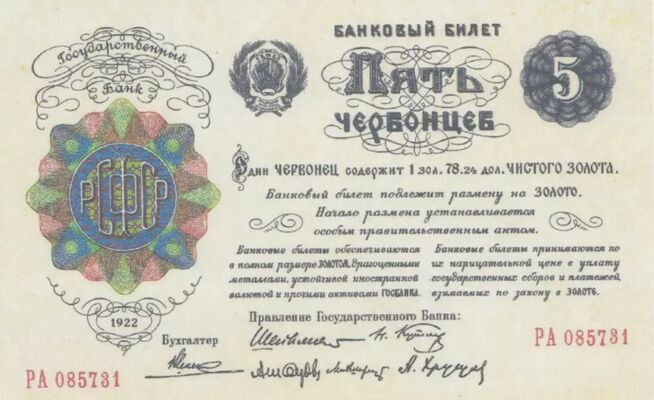 Государственный
Банк
РСФСР
1922
РА 085731
БАНКОВЫЙ БИЛЕТ
ПЯТЬ
ЧЕРВОНЦЕВ
5
Один ЧЕРВОНЕЦ содержит 1 зол. 78.24 дол. ЧИСТОГО ЗОЛОТА.
Банковый билет подлежит размену на ЗОЛОТО.
Начало размена устанавливается
особым правительственным актом.
Банковые билеты обеспечиваются
в полном размере ЗОЛОТОМ, драгоценными
металлами, устойчивой иностранной
валютой и прочими активами ГОСБАНКА.
Банковые билеты принимаются по
их нарицательной цене в уплату
государственных сборов и платежей,
взимаемых по закону в ЗОЛОТЕ.
Правление Государственного Банка:
Бухгалтер
РА 085731